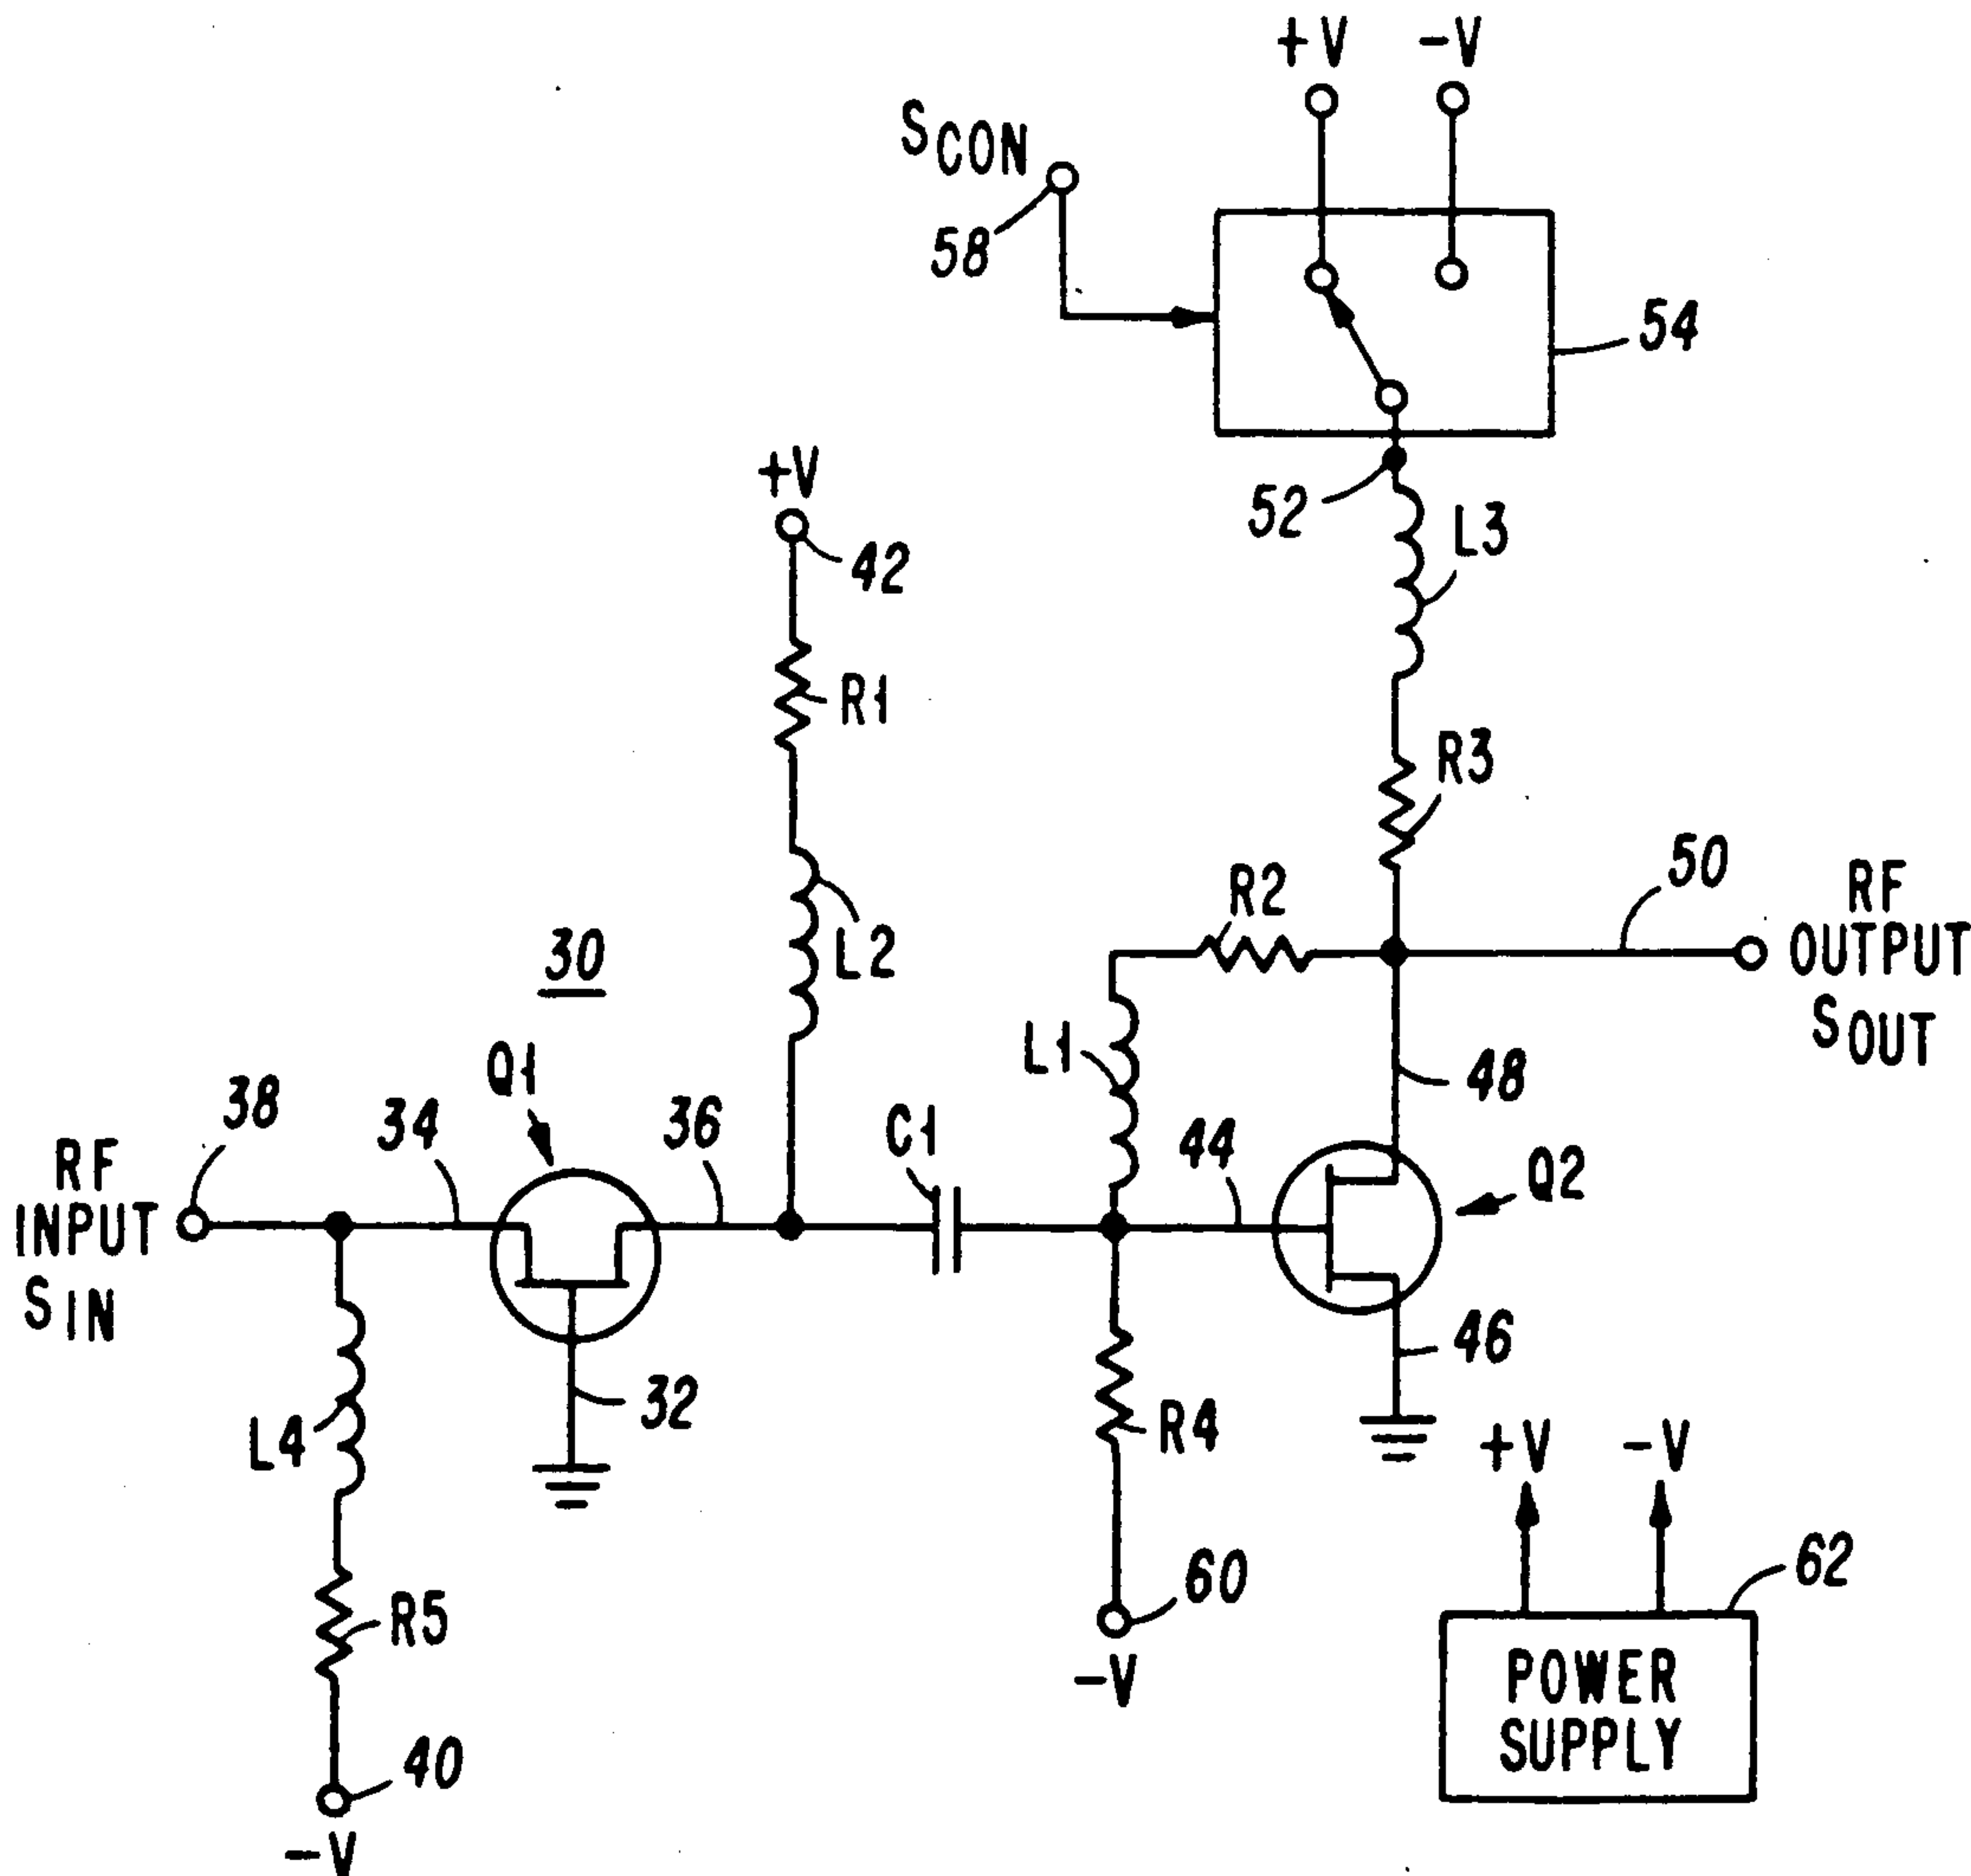 +V -V
SCON
58
54
+V
52
L3
42
R1
R3
50
R2
RF
OUTPUT
SOUT
30
L2
Q1
L1
48
38
34
36
C1
44
Q2
RF
INPUT
SIN
46
32
L4
R4
+V -V
62
60
R5
POWER
SUPPLY
-V
40
-V